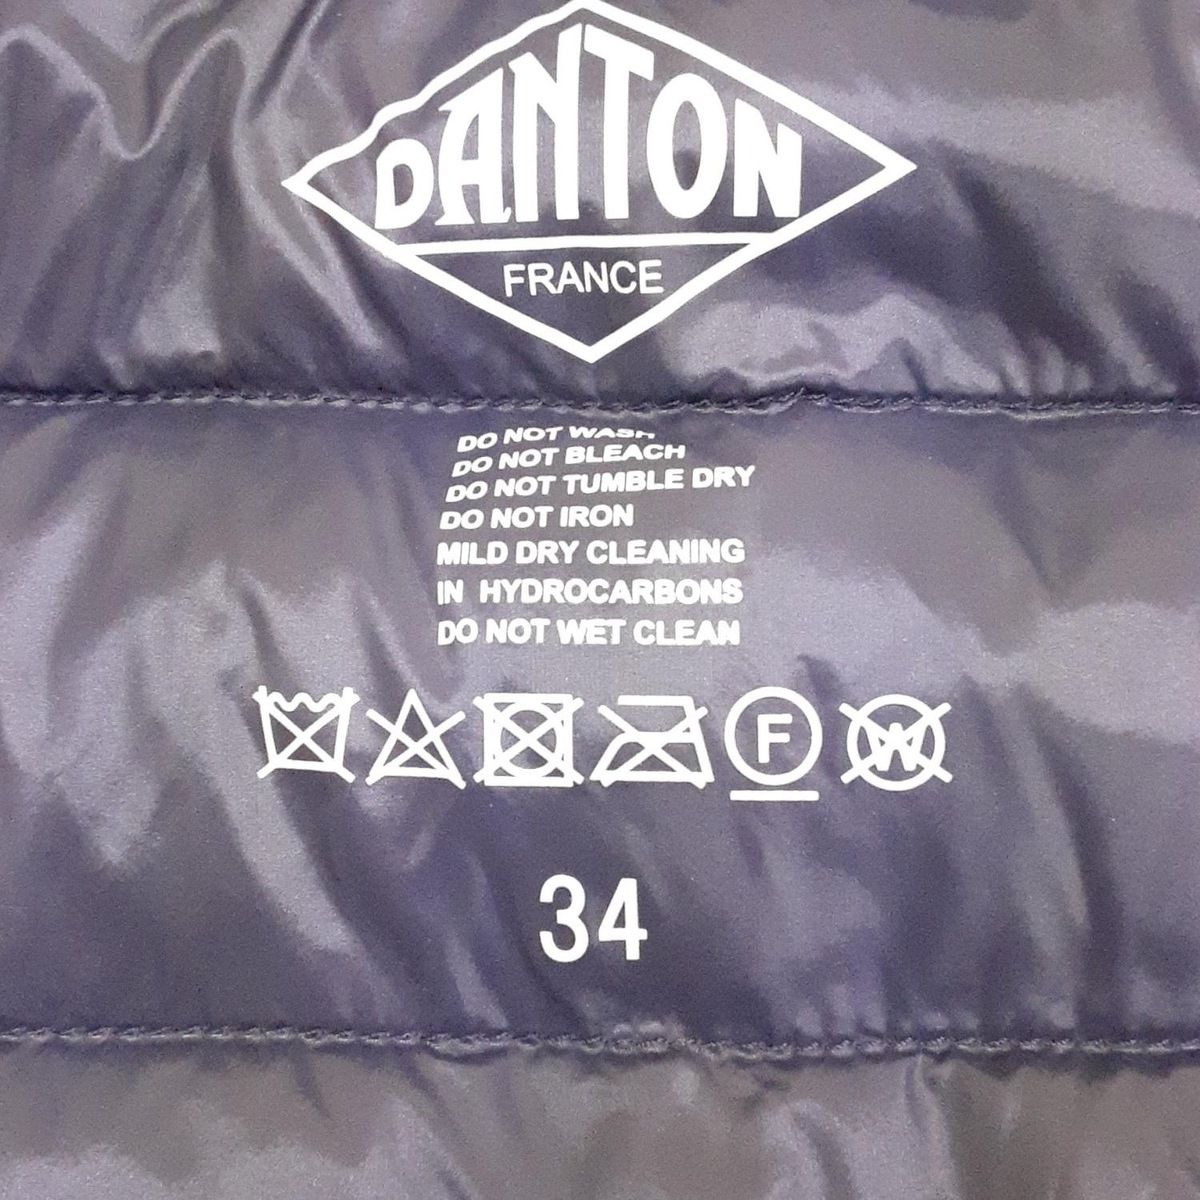 DANTON
FRANCE
DO NOT WASH
DO NOT BLEACH
DO NOT TUMBLE DRY
DO NOT IRON
MILD DRY CLEANING
IN HYDROCARBONS
DO NOT WET CLEAN
F
W
34